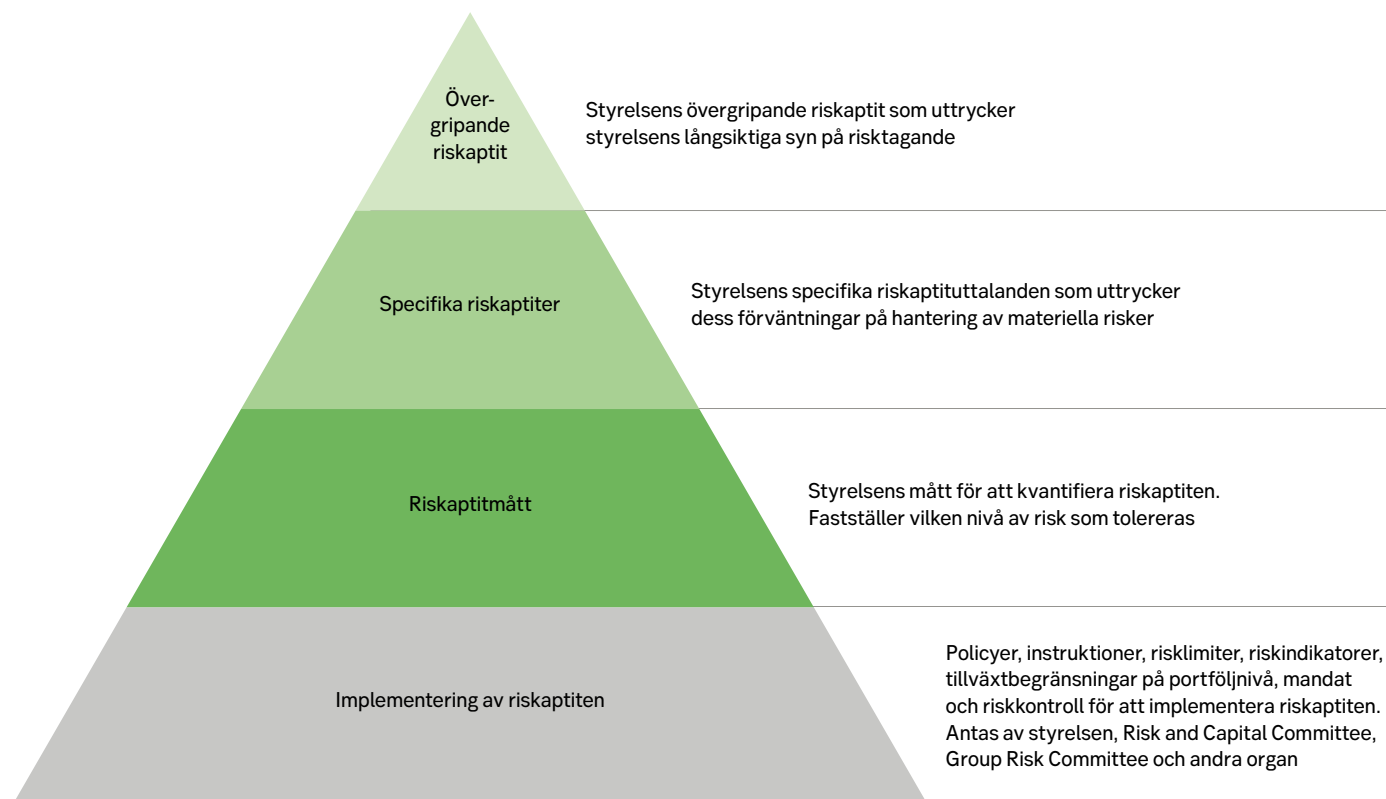 Över-
gripande
riskaptit
Styrelsens övergripande riskaptit som uttrycker
styrelsens långsiktiga syn på risktagande
Specifika riskaptiter
Styrelsens specifika riskaptituttalanden som uttrycker
dess förväntningar på hantering av materiella risker
Riskaptitmått
Styrelsens mått för att kvantifiera riskaptiten.
Fastställer vilken nivå av risk som tolereras
Implementering av riskaptiten
Policyer, instruktioner, risklimiter, riskindikatorer,
tillväxtbegränsningar på portföljnivå, mandat
och riskkontroll för att implementera riskaptiten.
Antas av styrelsen, Risk and Capital Committee,
Group Risk Committee och andra organ